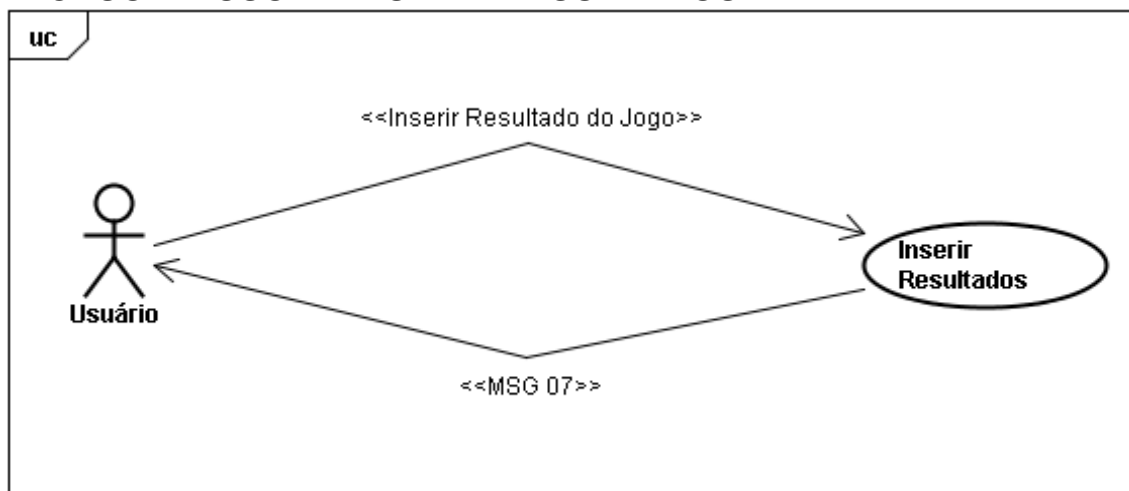 uc
<<Inserir Resultado do Jogo>>
Inserir
Resultados
Usuário
<<MSG 07>>